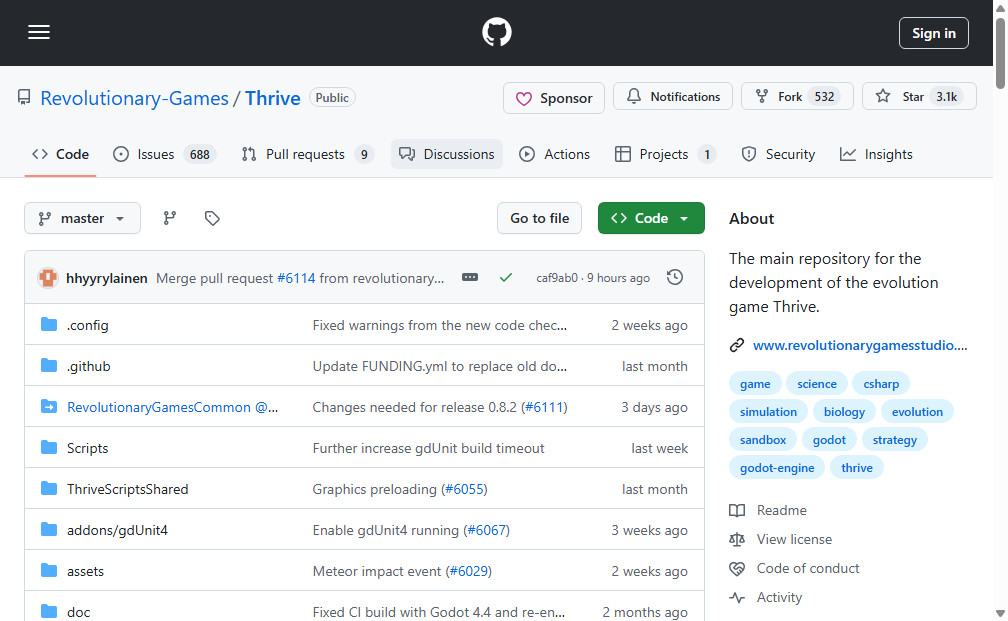 Sign in
Revolutionary-Games / Thrive Public
Sponsor Notifications Fork 532 Star 3.1k
Code Issues 688 Pull requests 9 Discussions Actions Projects 1 Security Insights
master Go to file Code
hhyyrylainen Merge pull request #6114 from revolutionary... caf9ab0 · 9 hours ago
.config Fixed warnings from the new code chec... 2 weeks ago
.github Update FUNDING.yml to replace old do... last month
RevolutionaryGamesCommon @... Changes needed for release 0.8.2 (#6111) 3 days ago
Scripts Further increase gdUnit build timeout last week
ThriveScriptsShared Graphics preloading (#6055) last month
addons/gdUnit4 Enable gdUnit4 running (#6067) 3 weeks ago
assets Meteor impact event (#6029) 2 weeks ago
doc Fixed CI build with Godot 4.4 and re-en... 2 months ago
About
The main repository for the
development of the evolution
game Thrive.
www.revolutionarygamesstudio....
game science csharp
simulation biology evolution
sandbox godot strategy
godot-engine thrive
Readme
View license
Code of conduct
Activity